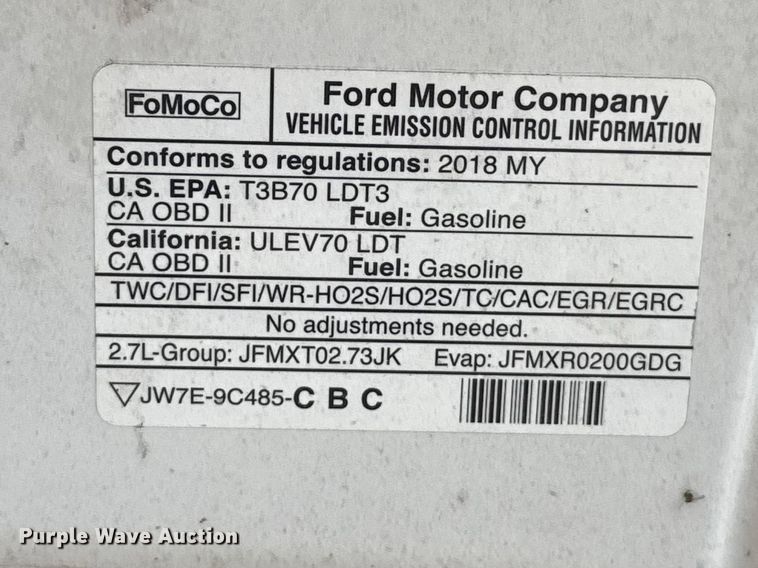 FoMoCo
Ford Motor Company
VEHICLE EMISSION CONTROL INFORMATION
Conforms to regulations: 2018 MY
U.S. EPA: T3B70 LDT3
CA OBD II Fuel: Gasoline
California: ULEV70 LDT
CA OBD II Fuel: Gasoline
TWC/DFI/SFI/WR-HO2S/HO2S/TC/CAC/EGR/EGRC
No adjustments needed.
2.7L-Group: JFMXT02.73JK Evap: JFMXR0200GDG
JW7E-9C485-C B C
Purple Wave Auction